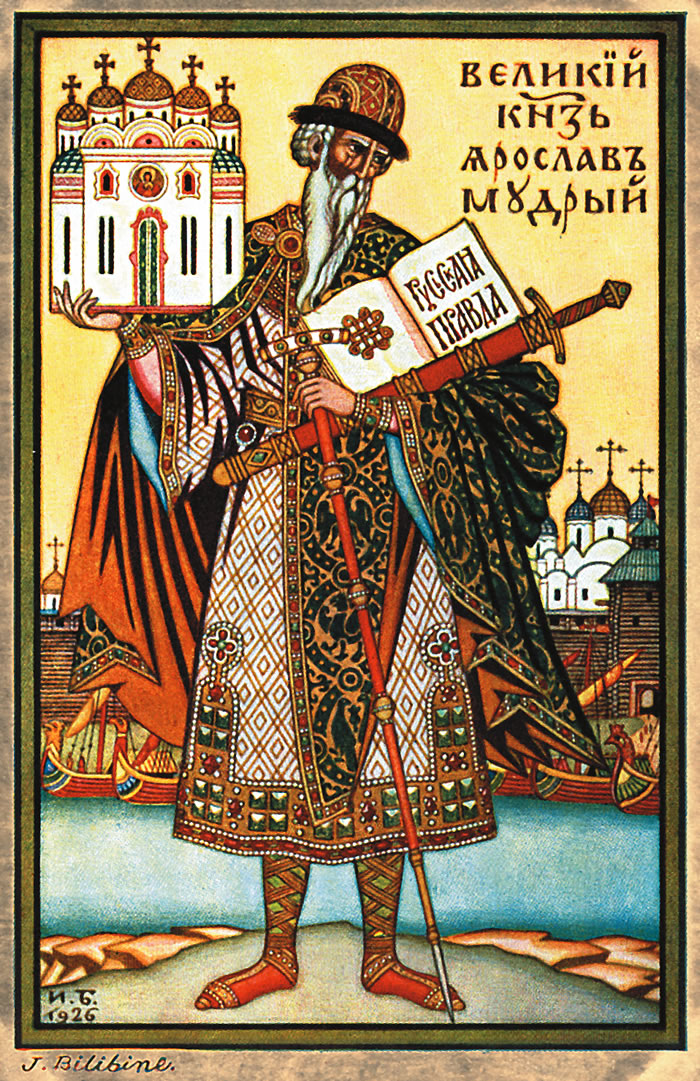 ВЕЛИКІЙ
КНЗЬ
ЯРОСЛАВЪ
МУДРЫЙ
РУССКАЯ
ПРАВДА
И.Б.
1926
J. Bilibine.